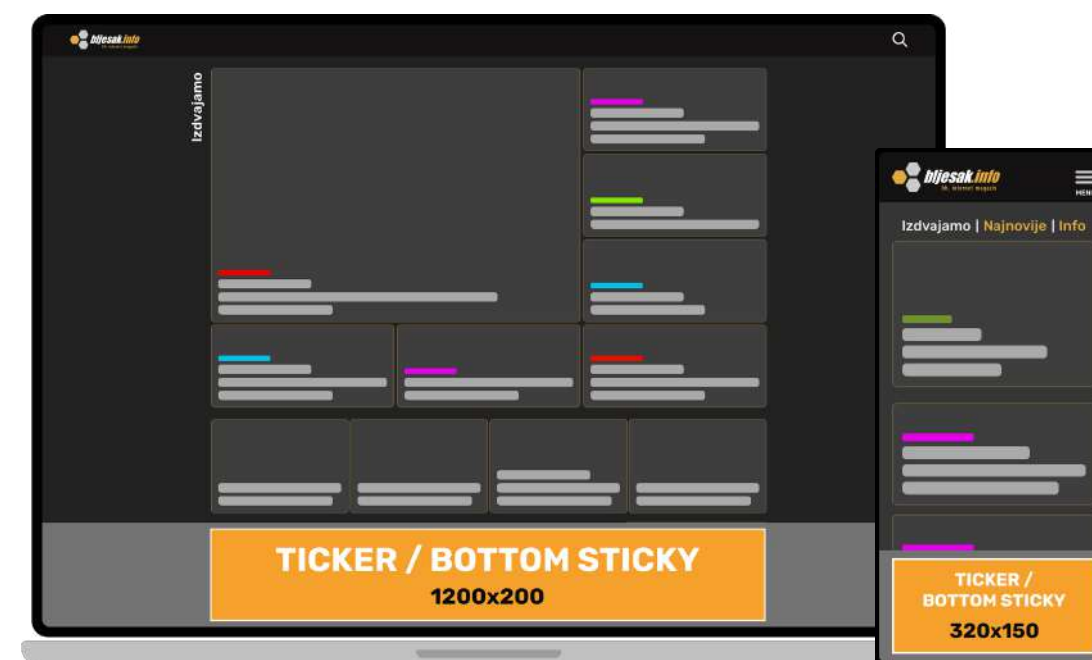 bljesak.info
Izdvajamo
TICKER / BOTTOM STICKY
1200x200
bljesak.info
Izdvajamo | Najnovije | Info
TICKER /
BOTTOM STICKY
320x150